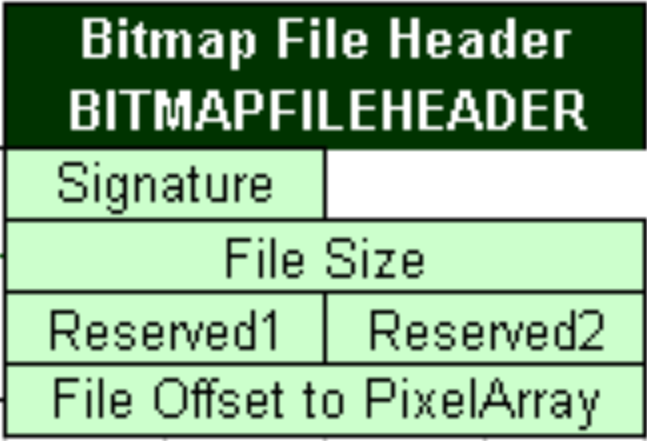 Bitmap File Header
BITMAPFILEHEADER
Signature
File Size
Reserved1 Reserved2
File Offset to PixelArray